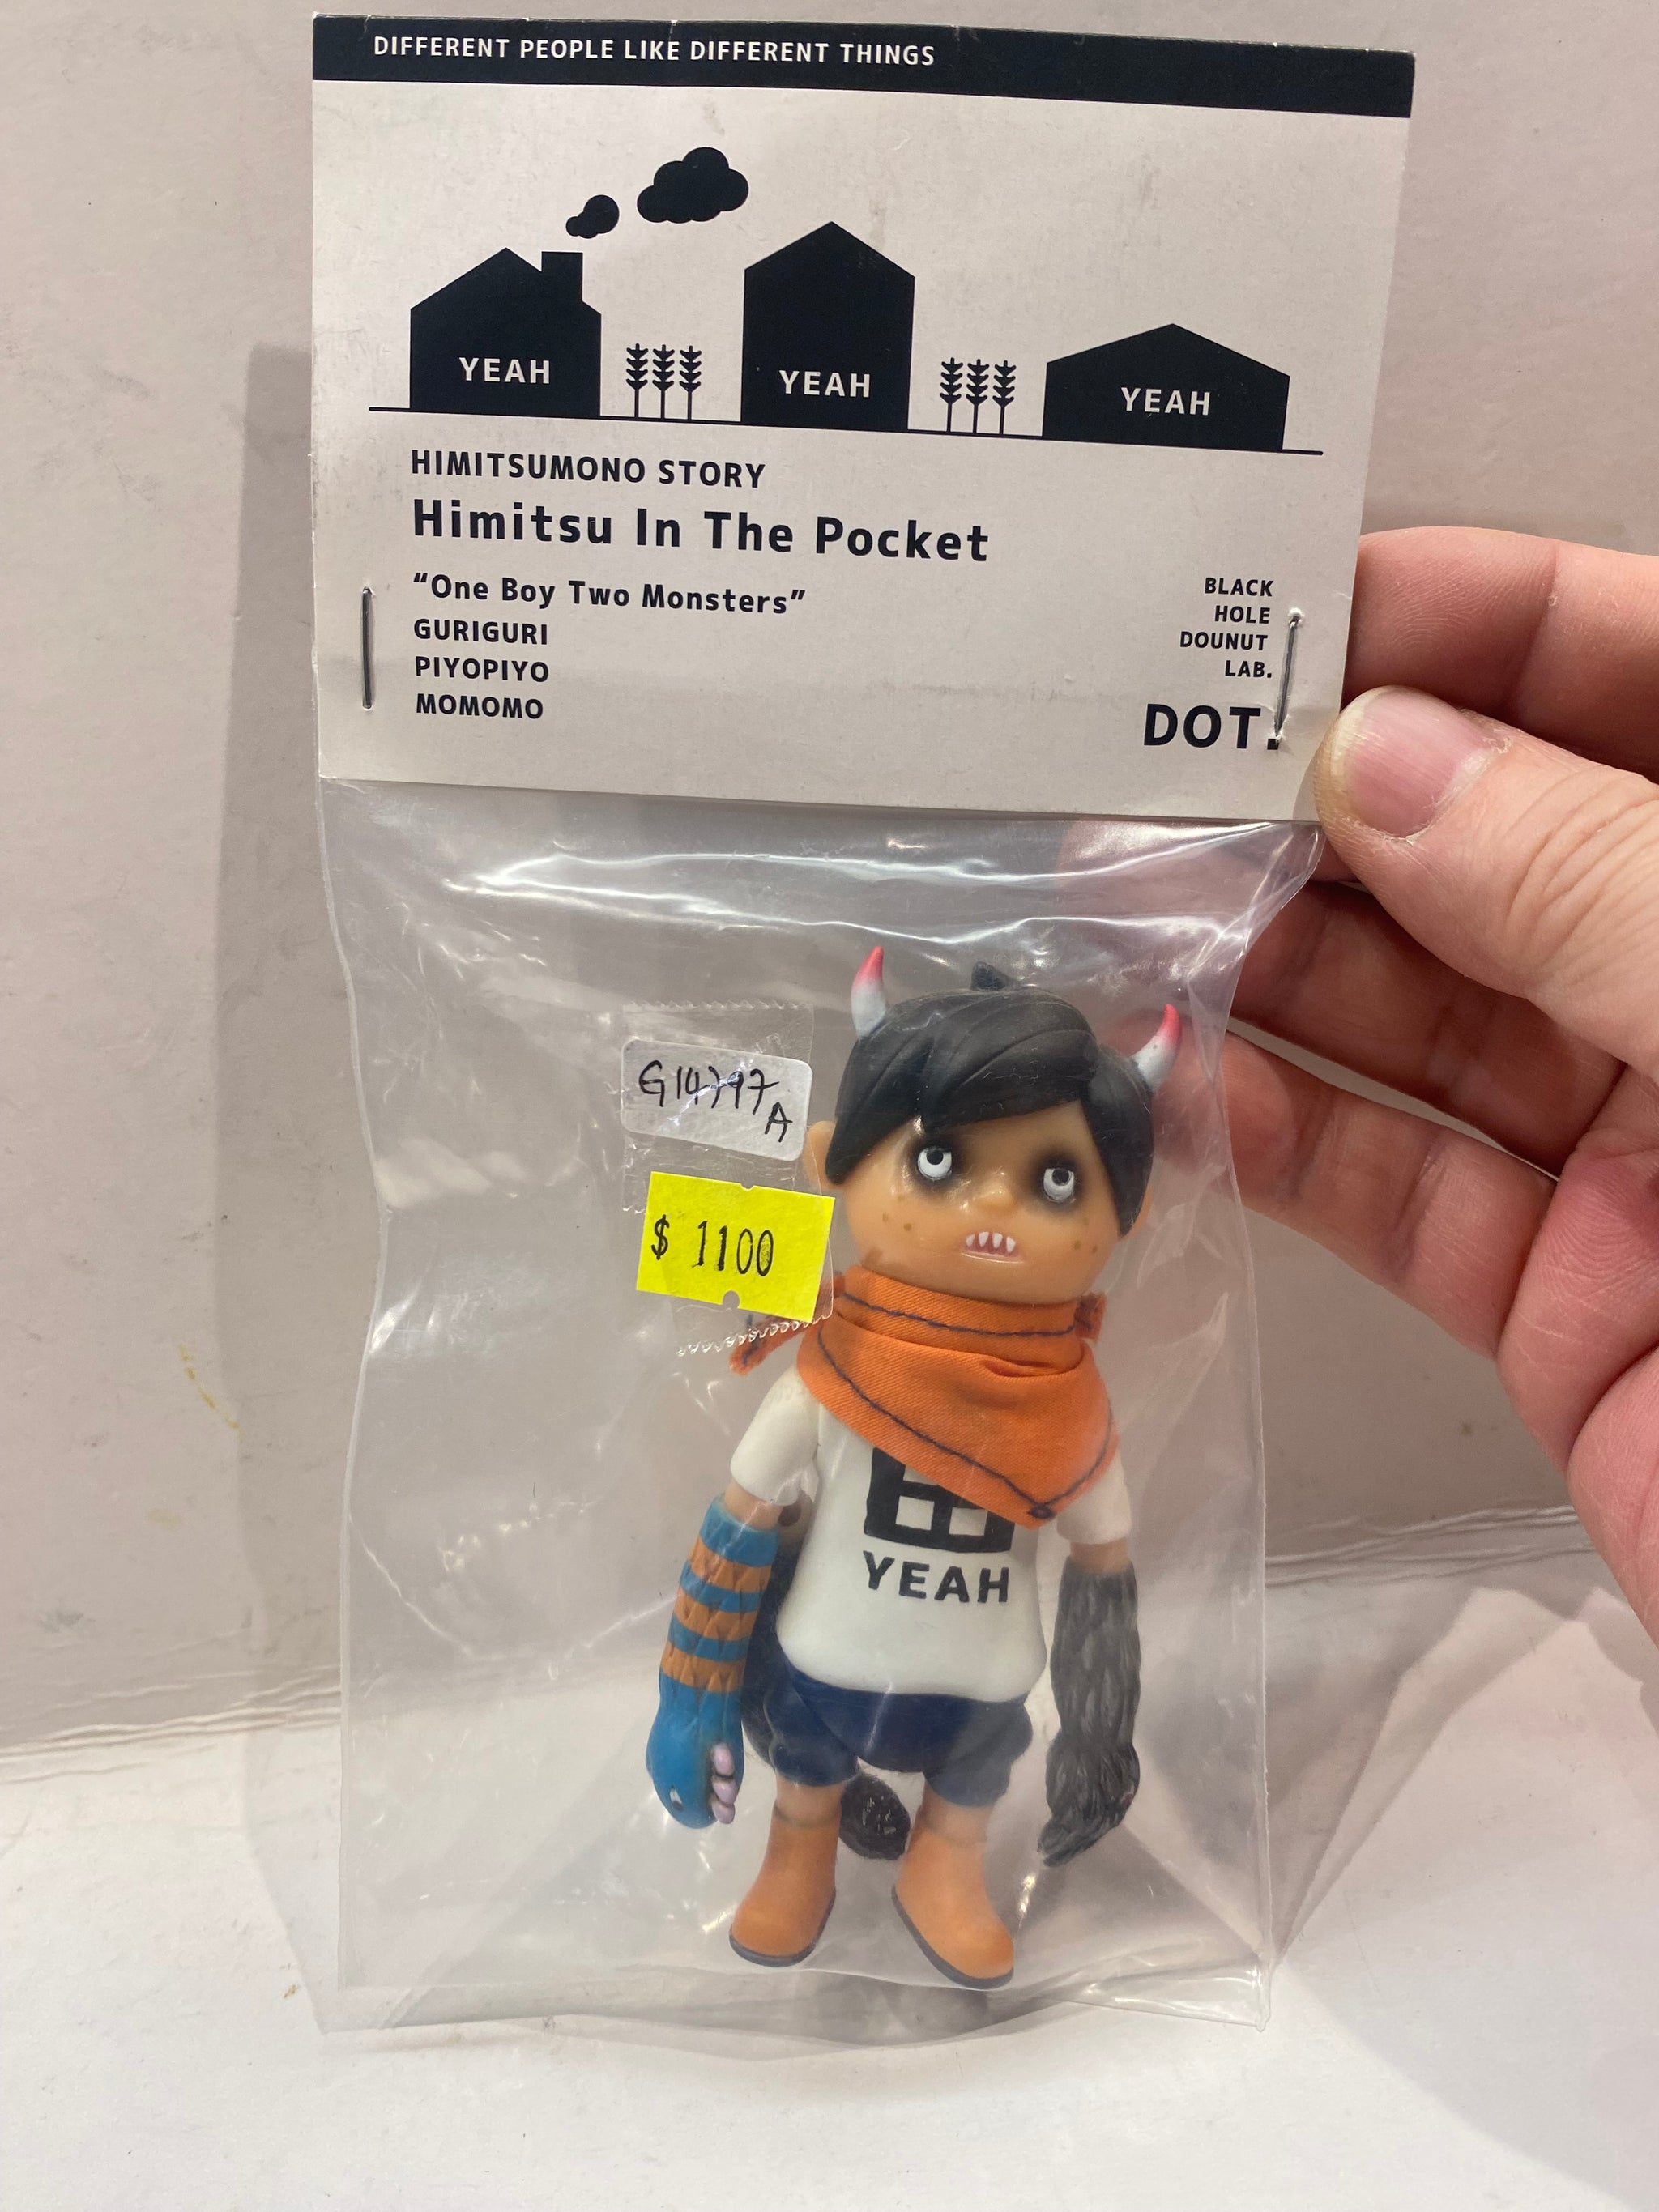 DIFFERENT PEOPLE LIKE DIFFERENT THINGS
YEAH
YEAH
YEAH
HIMITSUMONO STORY
Himitsu In The Pocket
“One Boy Two Monsters”
GURIGURI
PIYOPIYO
MOMOMO
BLACK
HOLE
DOUNUT
LAB.
DOT.
A
$ 1100
YEAH